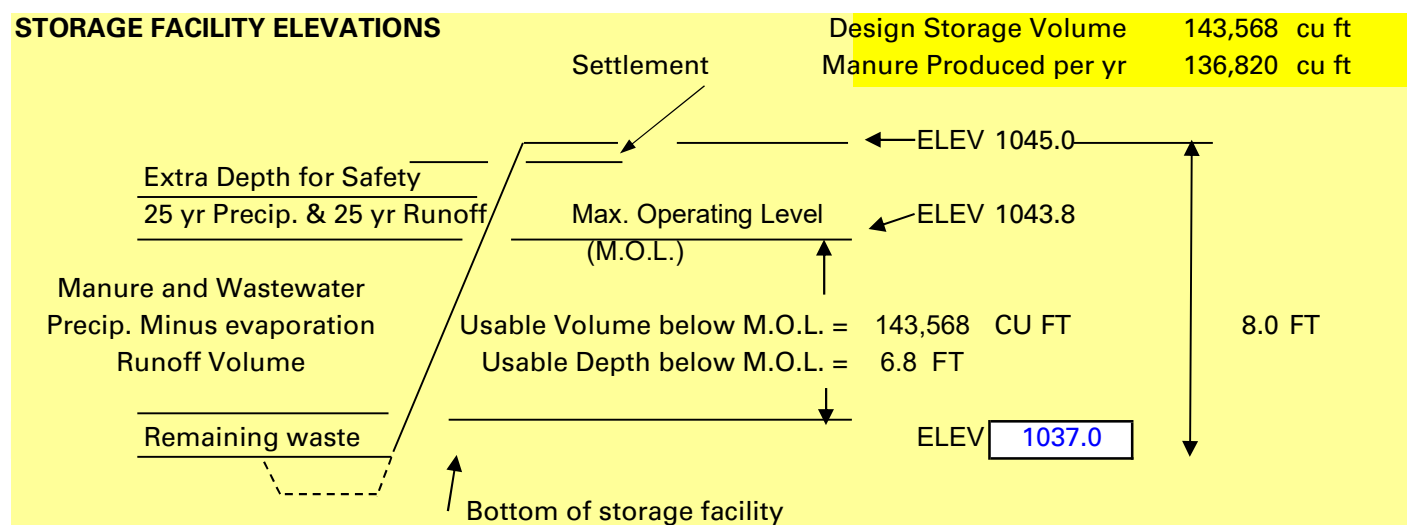 STORAGE FACILITY ELEVATIONS Design Storage Volume 143,568 cu ft
Settlement Manure Produced per yr 136,820 cu ft
ELEV 1045.0
Extra Depth for Safety
25 yr Precip. & 25 yr Runoff Max. Operating Level ELEV 1043.8
(M.O.L.)
Manure and Wastewater
Precip. Minus evaporation Usable Volume below M.O.L. = 143,568 CU FT 8.0 FT
Runoff Volume Usable Depth below M.O.L. = 6.8 FT
Remaining waste ELEV 1037.0
Bottom of storage facility